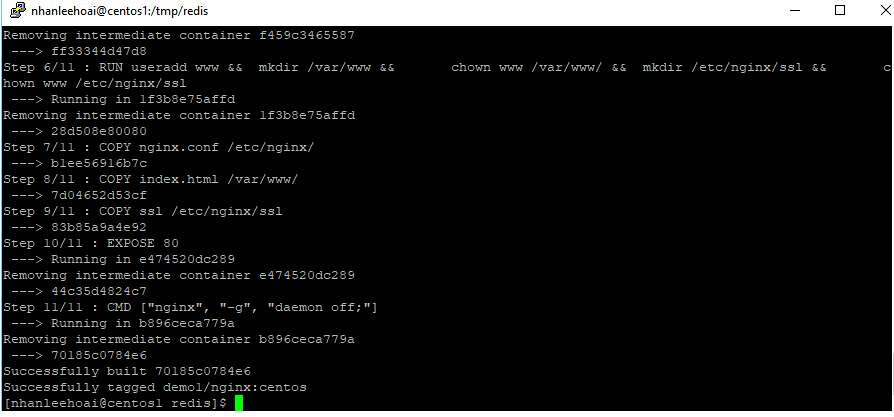 nhanleehoai@centos1:/tmp/redis
Removing intermediate container f459c3465587
 ---> ff33344d47d8
Step 6/11 : RUN useradd www &&  mkdir /var/www &&       chown www /var/www/ &&  mkdir /etc/nginx/ssl &&       c
hown www /etc/nginx/ssl
 ---> Running in 1f3b8e75affd
Removing intermediate container 1f3b8e75affd
 ---> 28d508e80080
Step 7/11 : COPY nginx.conf /etc/nginx/
 ---> b1ee56916b7c
Step 8/11 : COPY index.html /var/www/
 ---> 7d04652d53cf
Step 9/11 : COPY ssl /etc/nginx/ssl
 ---> 83b85a9a4e92
Step 10/11 : EXPOSE 80
 ---> Running in e474520dc289
Removing intermediate container e474520dc289
 ---> 44c35d4824c7
Step 11/11 : CMD ["nginx", "-g", "daemon off;"]
 ---> Running in b896ceca779a
Removing intermediate container b896ceca779a
 ---> 70185c0784e6
Successfully built 70185c0784e6
Successfully tagged demo1/nginx:centos
[nhanleehoai@centos1 redis]$